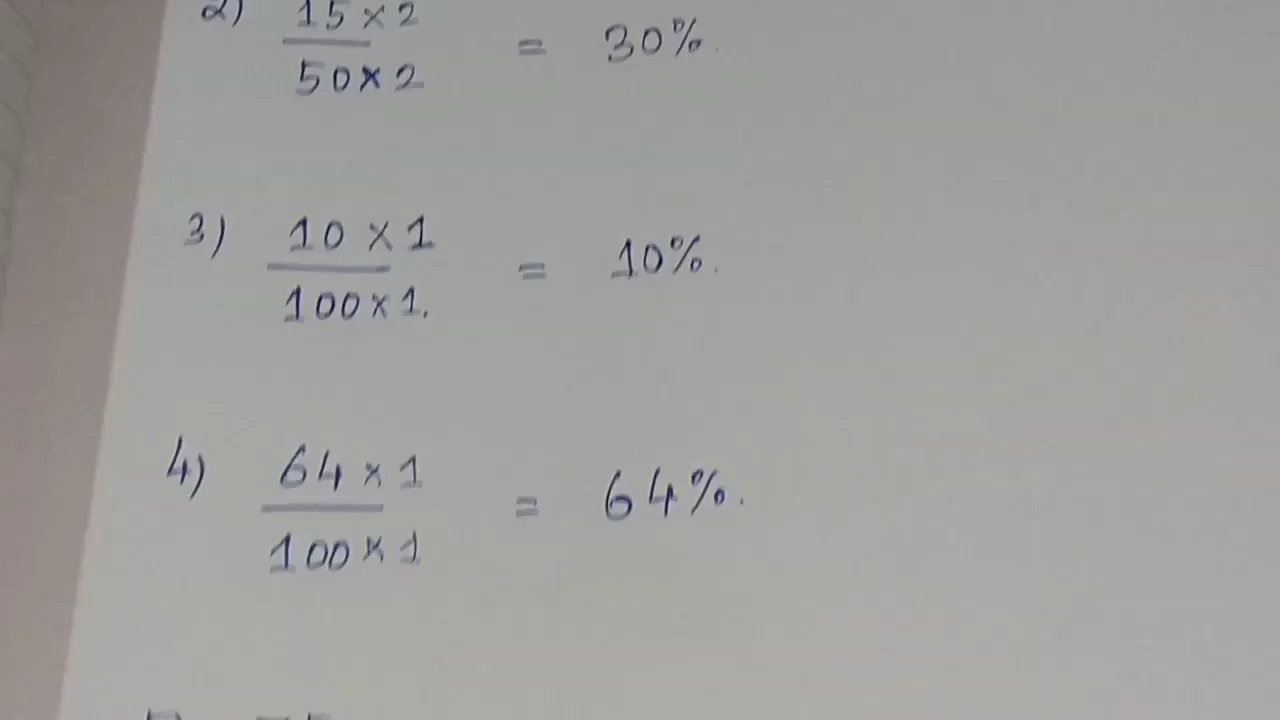 2) 15 × 2 / 50 × 2 = 30%.
3) 10 × 1 / 100 × 1. = 10%.
4) 64 × 1 / 100 × 1 = 64%.